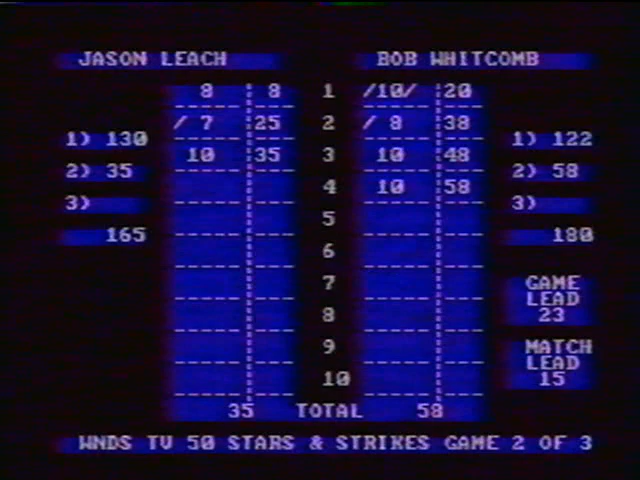 JASON LEACH BOB WHITCOMB
8 8 1 /10/ 20
/ 7 25 2 / 8 38
1) 130 1) 122
10 35 3 10 48
2) 35 2) 58
4 10 58
3) 3)
5
165 180
6
7 GAME
LEAD
8 23
9 MATCH
LEAD
10 15
35 TOTAL 58
WNDS TV 50 STARS & STRIKES GAME 2 OF 3